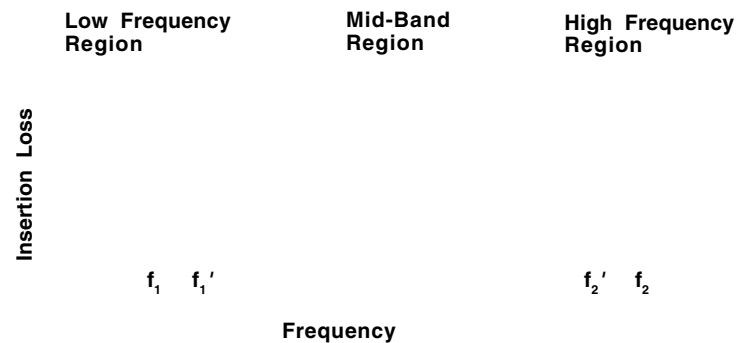 Low Frequency
Region
Mid-Band
Region
High Frequency
Region
Insertion Loss
f₁ f₁′ f₂′ f₂
Frequency